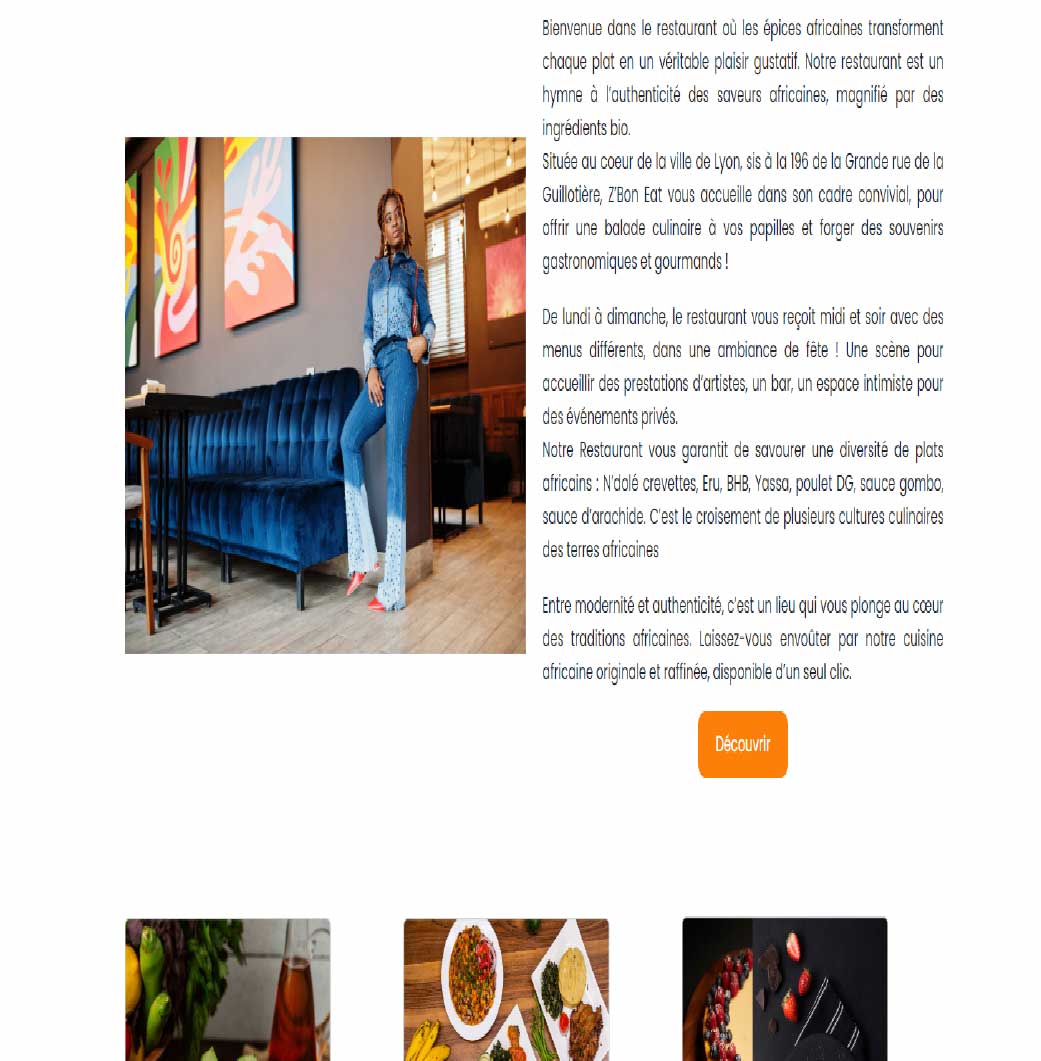 Bienvenue dans le restaurant où les épices africaines transforment
chaque plat en un véritable plaisir gustatif. Notre restaurant est un
hymne à l'authenticité des saveurs africaines, magnifié par des
ingrédients bio.
Située au coeur de la ville de Lyon, sis à la 196 de la Grande rue de la
Guillotière, Z'Bon Eat vous accueille dans son cadre convivial, pour
offrir une balade culinaire à vos papilles et forger des souvenirs
gastronomiques et gourmands !
De lundi à dimanche, le restaurant vous reçoit midi et soir avec des
menus différents, dans une ambiance de fête ! Une scène pour
accueillir des prestations d'artistes, un bar, un espace intimiste pour
des événements privés.
Notre Restaurant vous garantit de savourer une diversité de plats
africains : N'dolé crevettes, Eru, BHB, Yassa, poulet DG, sauce gombo,
sauce d'arachide. C'est le croisement de plusieurs cultures culinaires
des terres africaines
Entre modernité et authenticité, c'est un lieu qui vous plonge au cœur
des traditions africaines. Laissez-vous envoûter par notre cuisine
africaine originale et raffinée, disponible d'un seul clic.
Découvrir